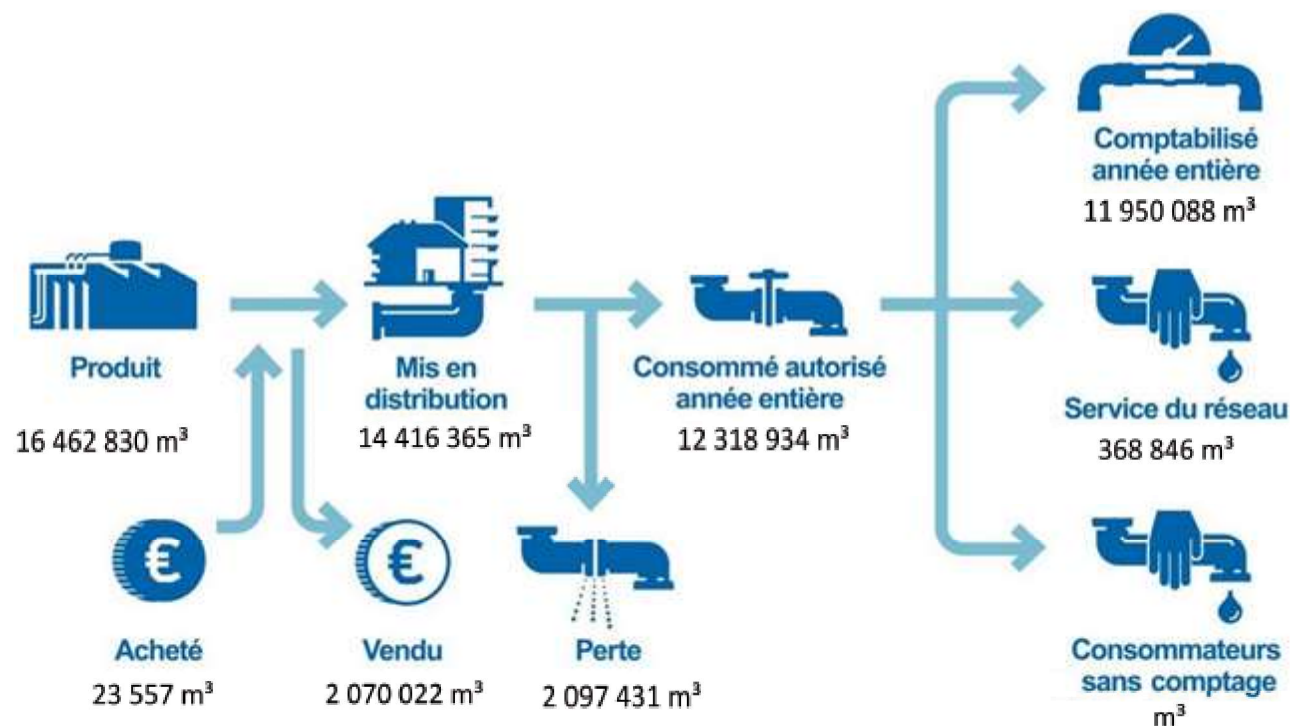 Comptabilisé
année entière
11 950 088 m³
Produit
16 462 830 m³
Mis en
distribution
14 416 365 m³
Consommé autorisé
année entière
12 318 934 m³
Service du réseau
368 846 m³
€
Acheté
23 557 m³
€
Vendu
2 070 022 m³
Perte
2 097 431 m³
Consommateurs
sans comptage
m³